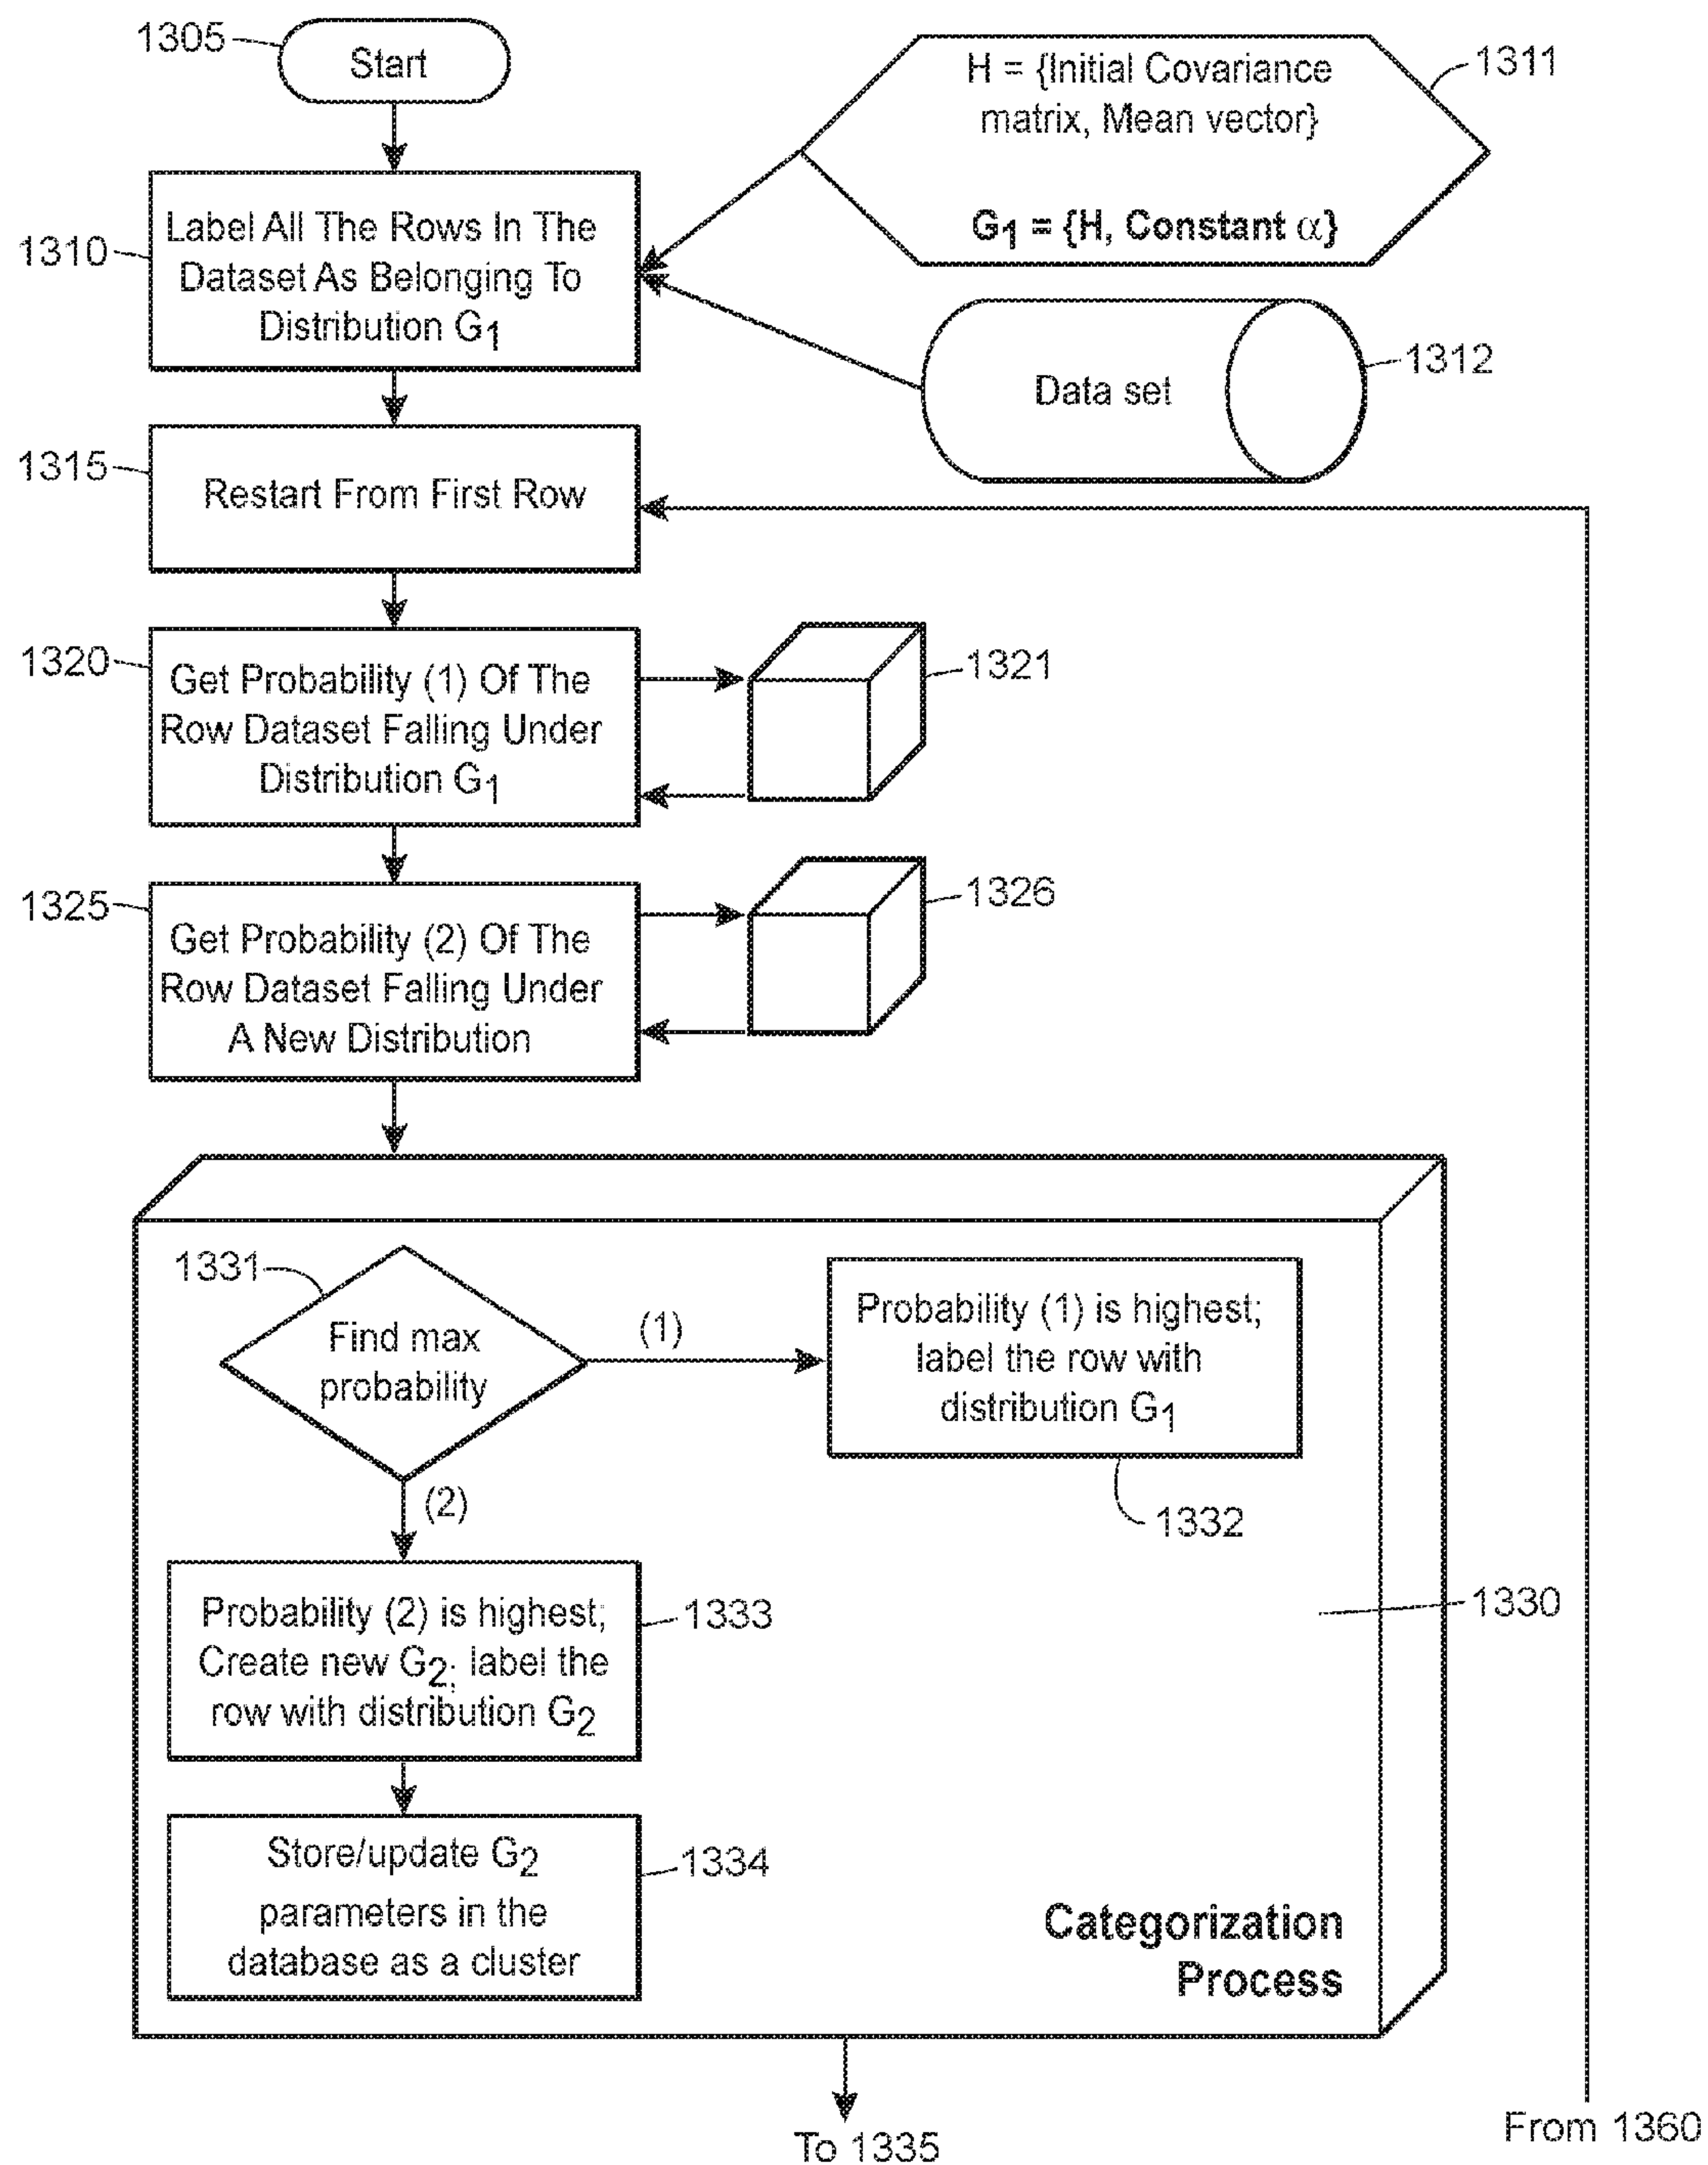 1305
Start
H = {Initial Covariance
matrix, Mean vector}
G1 = {H, Constant α}
1311
1310
Label All The Rows In The
Dataset As Belonging To
Distribution G1
Data set
1312
1315
Restart From First Row
1320
Get Probability (1) Of The
Row Dataset Falling Under
Distribution G1
1321
1325
Get Probability (2) Of The
Row Dataset Falling Under
A New Distribution
1326
1331
Find max
probability
(1)
Probability (1) is highest;
label the row with
distribution G1
1332
(2)
Probability (2) is highest;
Create new G2; label the
row with distribution G2
1333
1330
Store/update G2
parameters in the
database as a cluster
1334
Categorization
Process
To 1335
From 1360